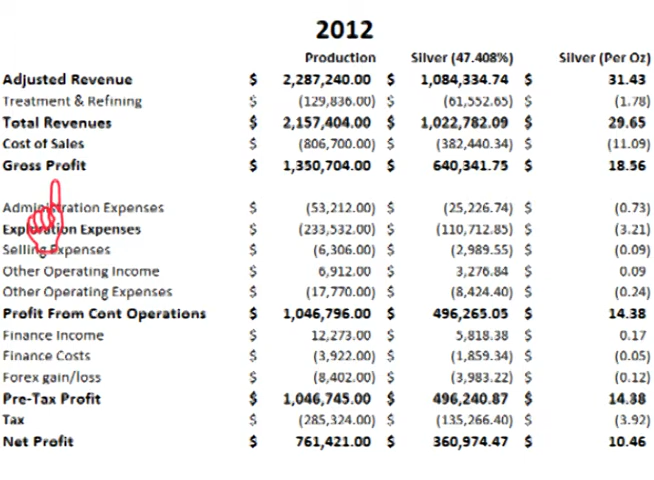 2012
Production Silver (47.408%) Silver (Per Oz)
Adjusted Revenue $ 2,287,240.00 $ 1,084,334.74 $ 31.43
Treatment & Refining $ (129,836.00) $ (61,552.65) $ (1.78)
Total Revenues $ 2,157,404.00 $ 1,022,782.09 $ 29.65
Cost of Sales $ (806,700.00) $ (382,440.34) $ (11.09)
Gross Profit $ 1,350,704.00 $ 640,341.75 $ 18.56
Administration Expenses $ (53,212.00) $ (25,226.74) $ (0.73)
Exploration Expenses $ (233,532.00) $ (110,712.85) $ (3.21)
Selling Expenses $ (6,306.00) $ (2,989.55) $ (0.09)
Other Operating Income $ 6,912.00 $ 3,276.84 $ 0.09
Other Operating Expenses $ (17,770.00) $ (8,424.40) $ (0.24)
Profit From Cont Operations $ 1,046,796.00 $ 496,265.05 $ 14.38
Finance Income $ 12,273.00 $ 5,818.38 $ 0.17
Finance Costs $ (3,922.00) $ (1,859.34) $ (0.05)
Forex gain/loss $ (8,402.00) $ (3,983.22) $ (0.12)
Pre-Tax Profit $ 1,046,745.00 $ 496,240.87 $ 14.38
Tax $ (285,324.00) $ (135,266.40) $ (3.92)
Net Profit $ 761,421.00 $ 360,974.47 $ 10.46